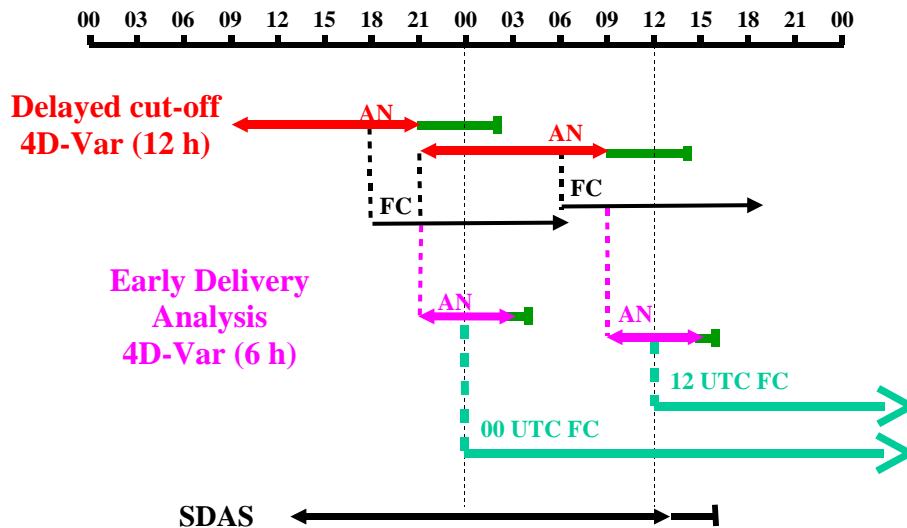 00 03 06 09 12 15 18 21 00 03 06 09 12 15 18 21 00
Delayed cut-off
4D-Var (12 h)
AN
AN
FC
FC
Early Delivery
Analysis
4D-Var (6 h)
AN
AN
12 UTC FC
00 UTC FC
SDAS